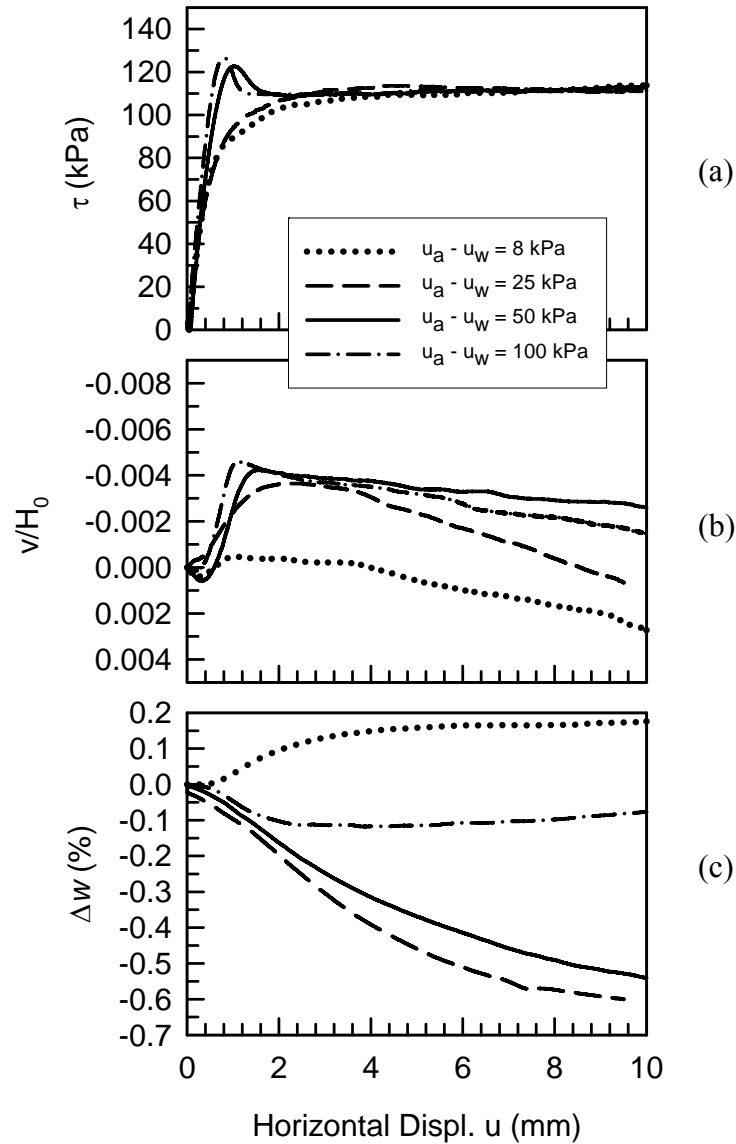 140
120
100
80
60
40
20
0
τ (kPa)
(a)
u_a - u_w = 8 kPa
u_a - u_w = 25 kPa
u_a - u_w = 50 kPa
u_a - u_w = 100 kPa
-0.008
-0.006
-0.004
-0.002
0.000
0.002
0.004
v/H_0
(b)
0.2
0.1
0.0
-0.1
-0.2
-0.3
-0.4
-0.5
-0.6
-0.7
Δw (%)
(c)
0 2 4 6 8 10
Horizontal Displ. u (mm)